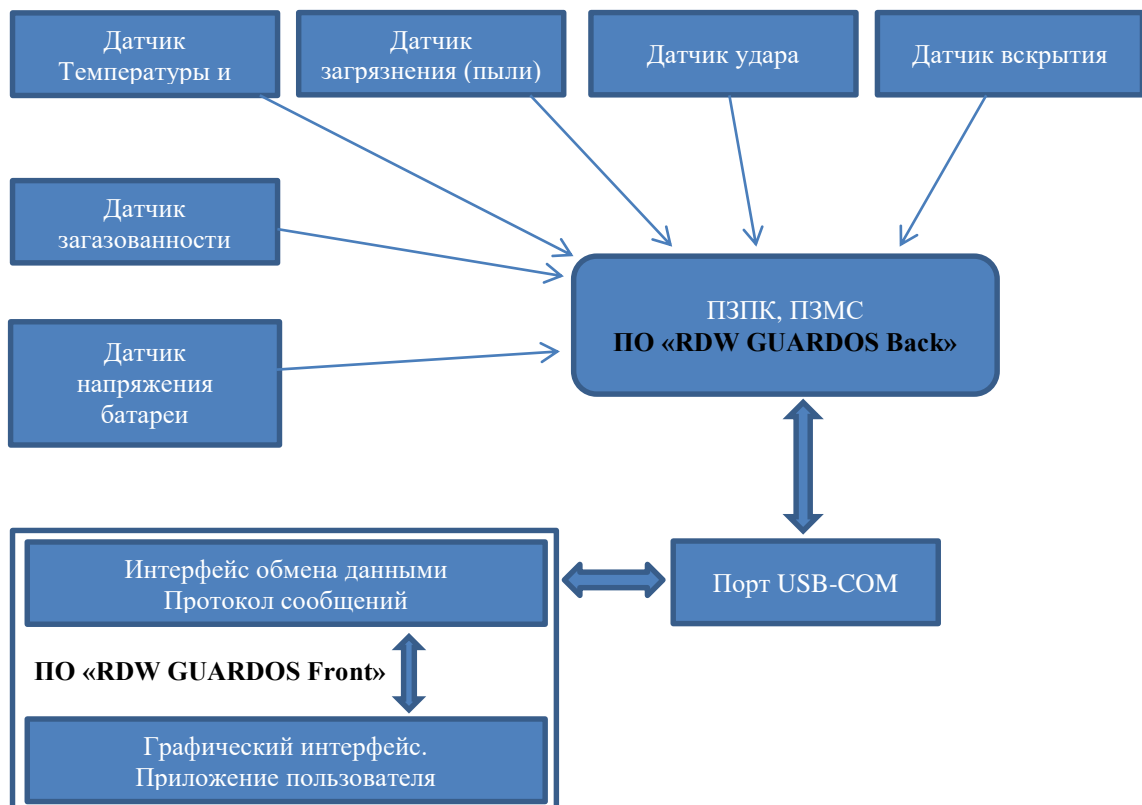 Датчик
Температуры и
Датчик
загрязнения (пыли)
Датчик удара
Датчик вскрытия
Датчик
загазованности
ПЗПК, ПЗМС
ПО «RDW GUARDOS Back»
Датчик
напряжения
батареи
Интерфейс обмена данными
Протокол сообщений
Порт USB-COM
ПО «RDW GUARDOS Front»
Графический интерфейс.
Приложение пользователя